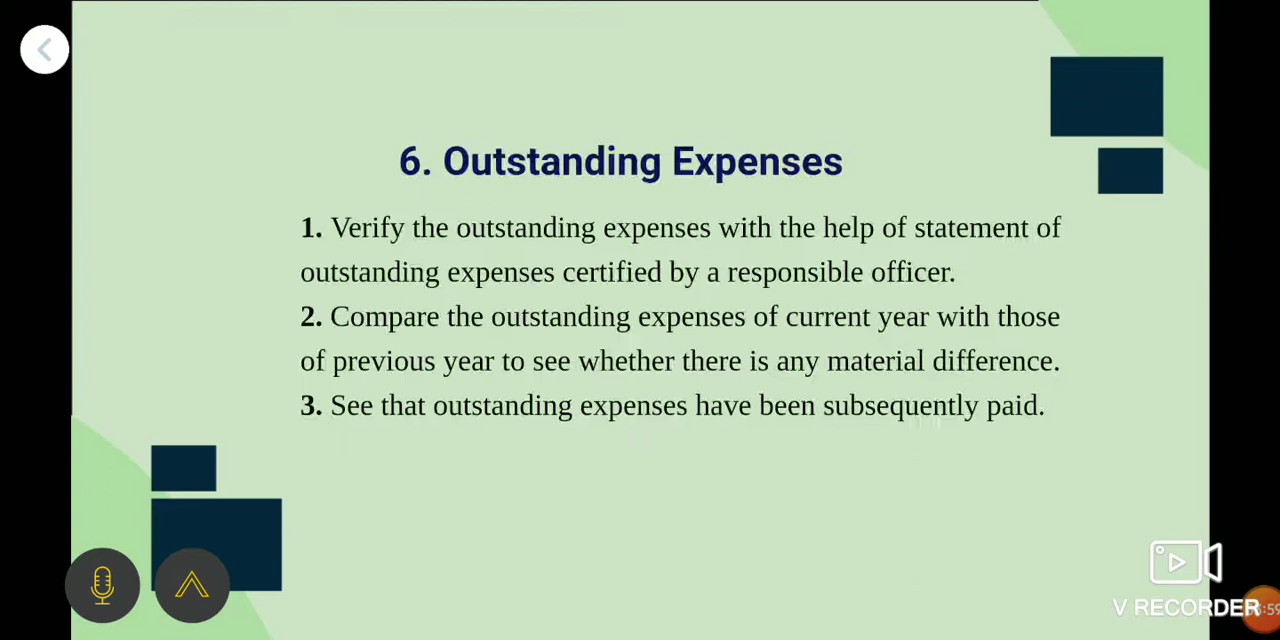 6. Outstanding Expenses
1. Verify the outstanding expenses with the help of statement of
outstanding expenses certified by a responsible officer.
2. Compare the outstanding expenses of current year with those
of previous year to see whether there is any material difference.
3. See that outstanding expenses have been subsequently paid.
V RECORDER